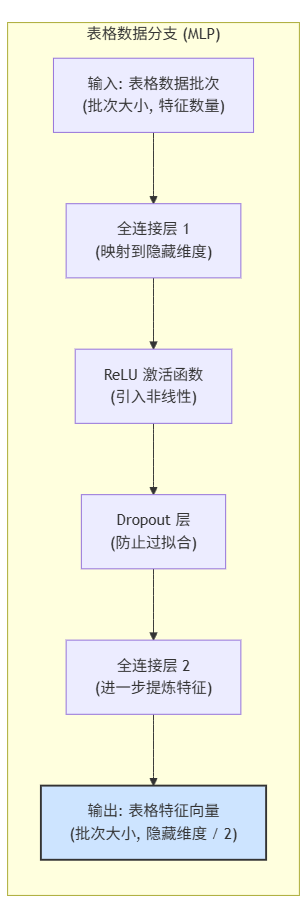 表格数据分支 (MLP)
输入: 表格数据批次
(批次大小, 特征数量)
全连接层 1
(映射到隐藏维度)
ReLU 激活函数
(引入非线性)
Dropout 层
(防止过拟合)
全连接层 2
(进一步提炼特征)
输出: 表格特征向量
(批次大小, 隐藏维度 / 2)